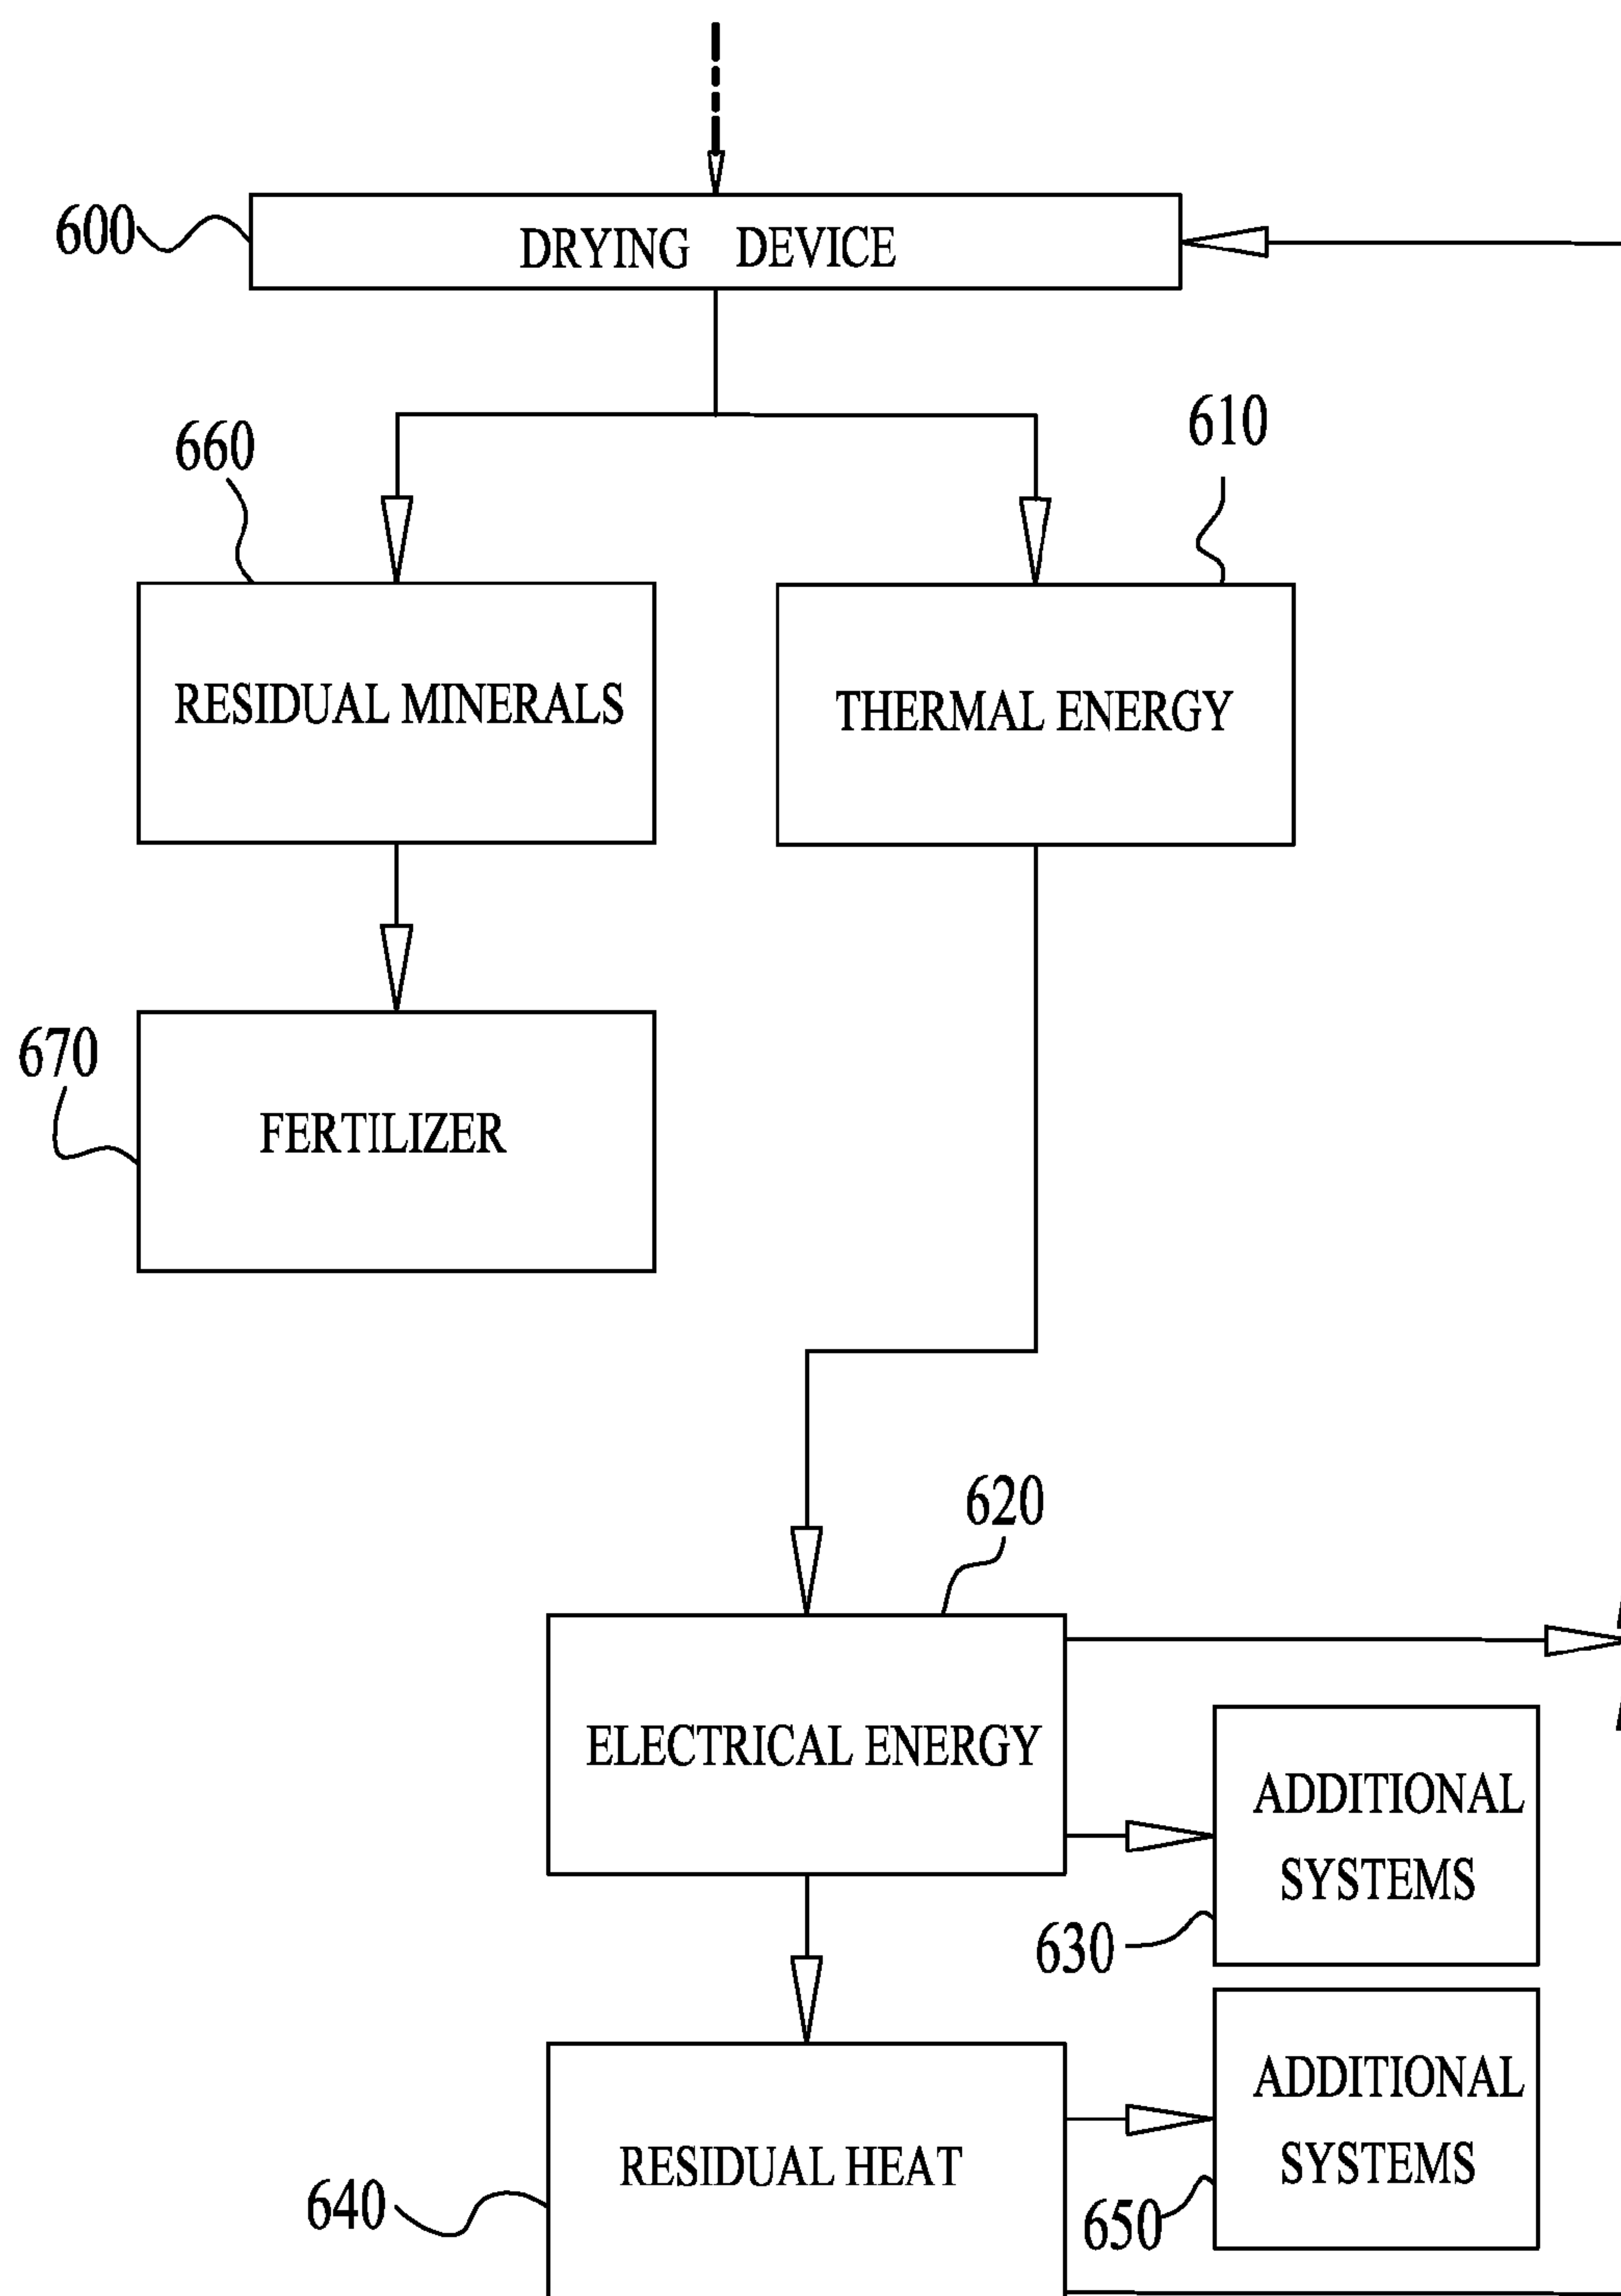 600
DRYING DEVICE
660
610
RESIDUAL MINERALS
THERMAL ENERGY
670
FERTILIZER
620
ELECTRICAL ENERGY
ADDITIONAL
SYSTEMS
630
ADDITIONAL
SYSTEMS
RESIDUAL HEAT
640
650